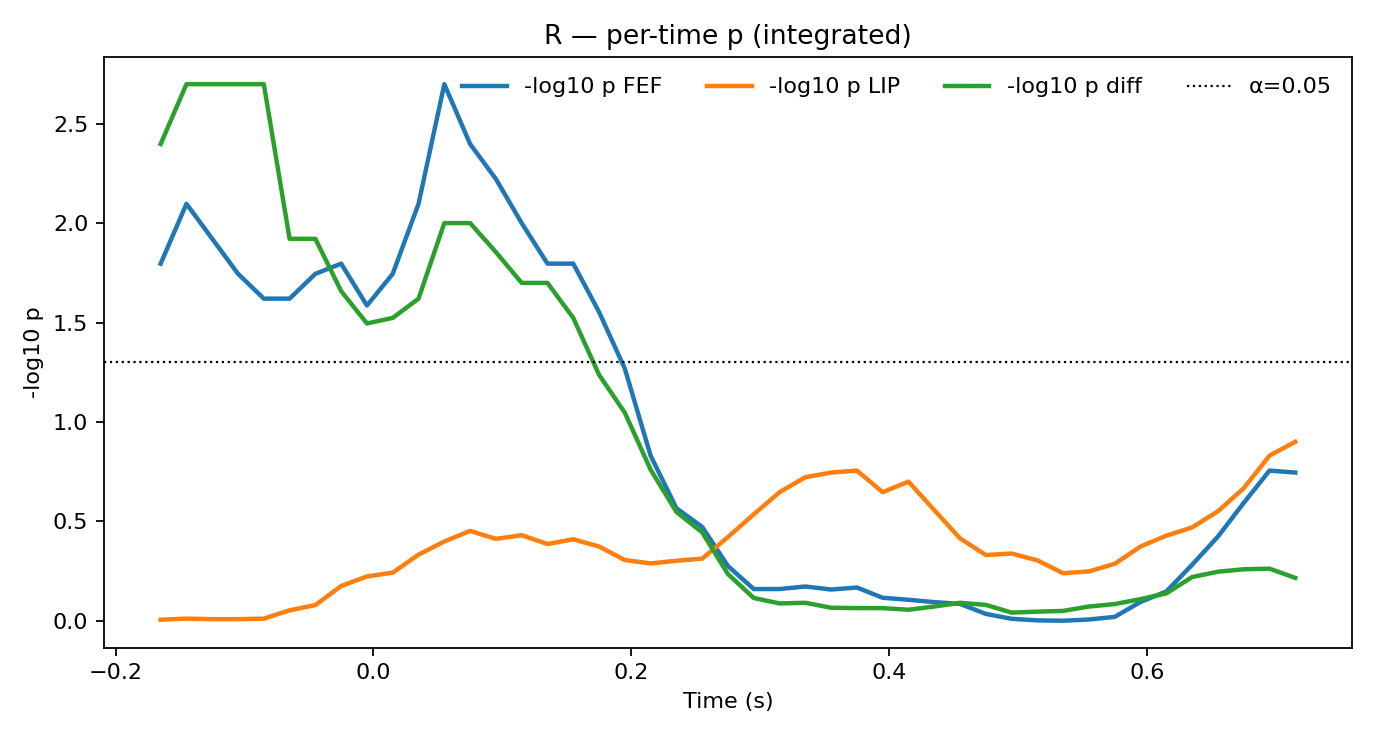 R — per-time p (integrated)
-log10 p FEF
-log10 p LIP
-log10 p diff
α=0.05
-log10 p
2.5
2.0
1.5
1.0
0.5
0.0
−0.2
0.0
0.2
0.4
0.6
Time (s)